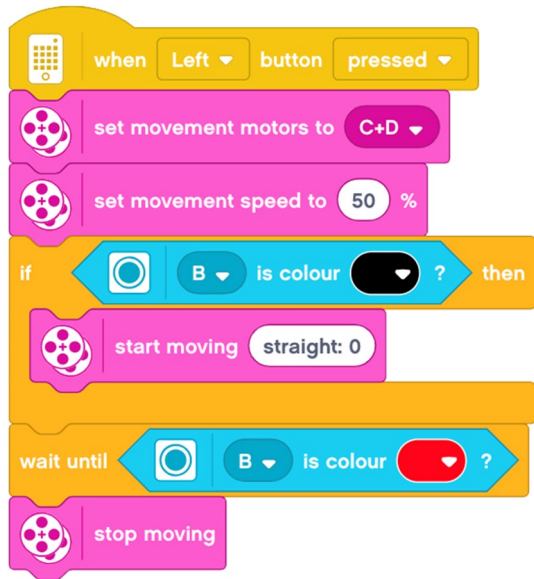 when Left button pressed
set movement motors to C+D
set movement speed to 50 %
if B is colour ? then
start moving straight: 0
wait until B is colour ?
stop moving